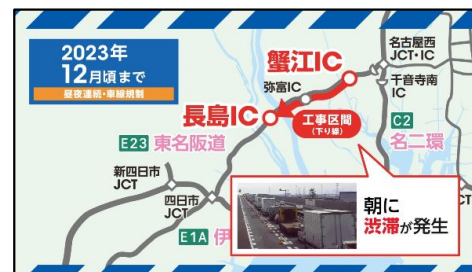 2023年
12月頃まで
昼夜連続・車線規制
名古屋西
JCT・IC
蟹江IC
弥富IC
千音寺南
IC
長島IC
工事区間
(下り線)
C2
名二環
E23 東名阪道
新四日市
JCT
四日市
JCT
朝に
渋滞が発生
CT
E1A 伊